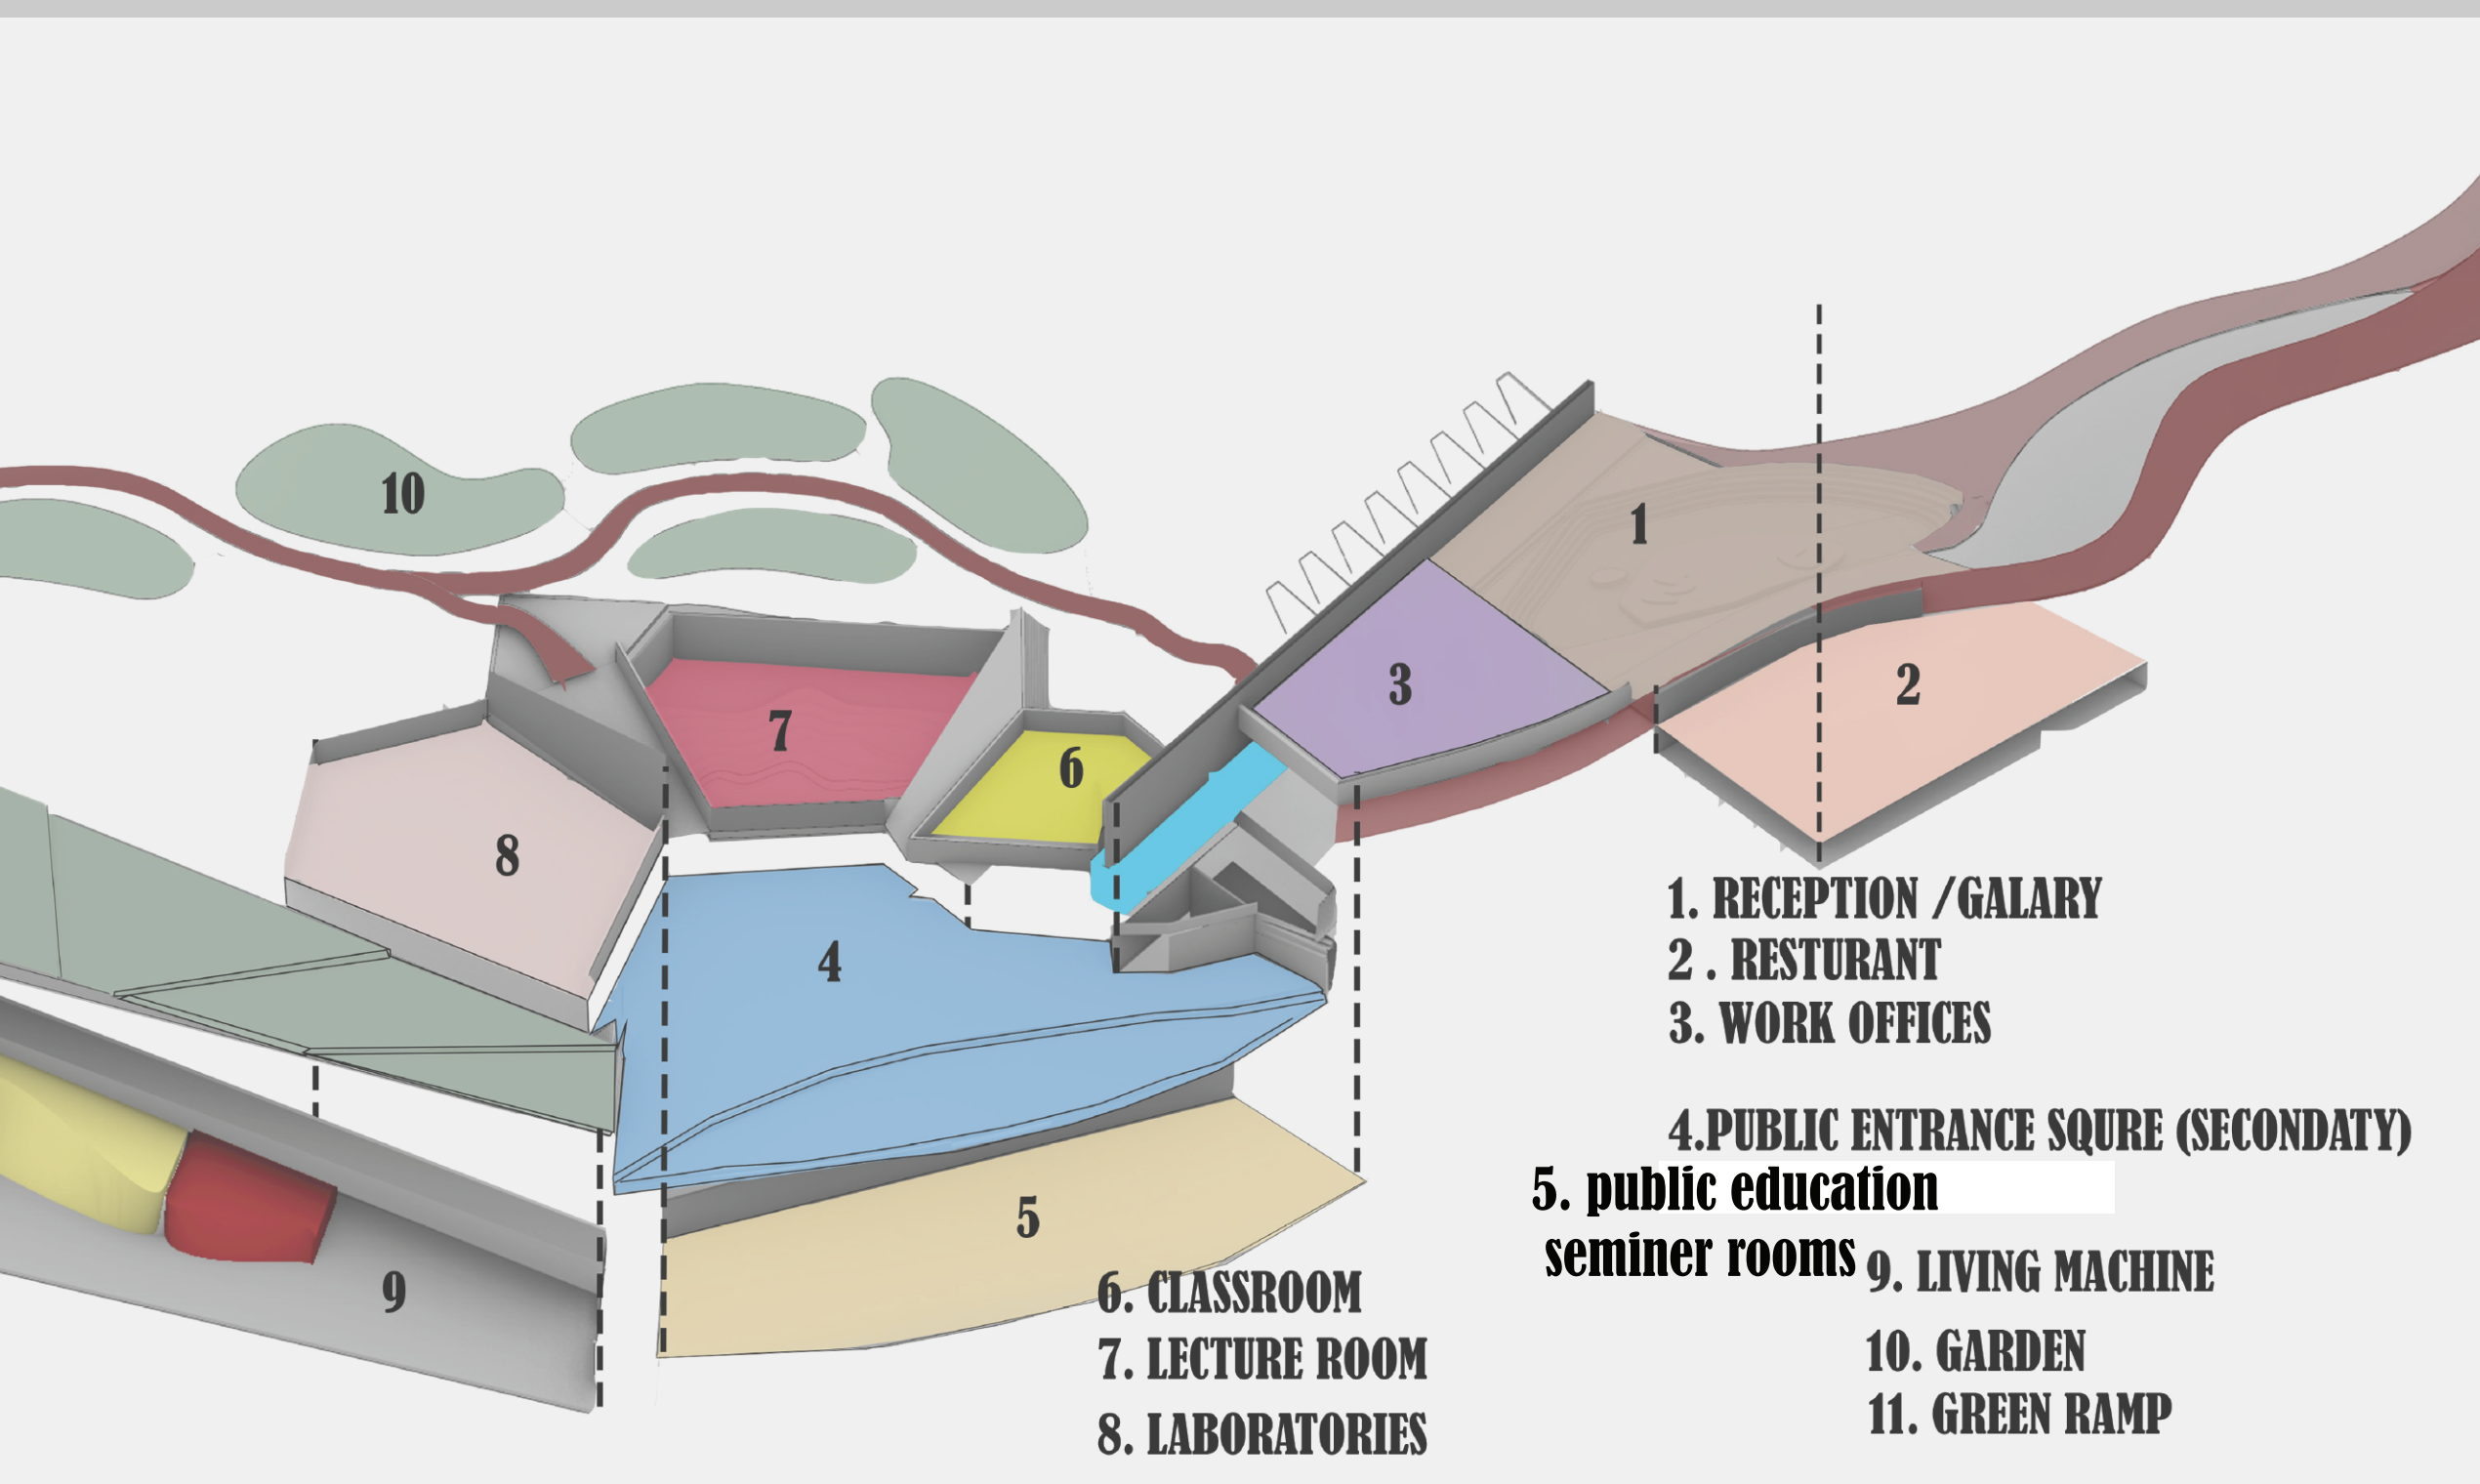 10
1
3
2
7
6
8
4
5
9
1. RECEPTION /GALARY
2 . RESTURANT
3. WORK OFFICES
4.PUBLIC ENTRANCE SQURE (SECONDATY)
5. public education
seminer rooms
6. CLASSROOM
7. LECTURE ROOM
8. LABORATORIES
9. LIVING MACHINE
10. GARDEN
11. GREEN RAMP